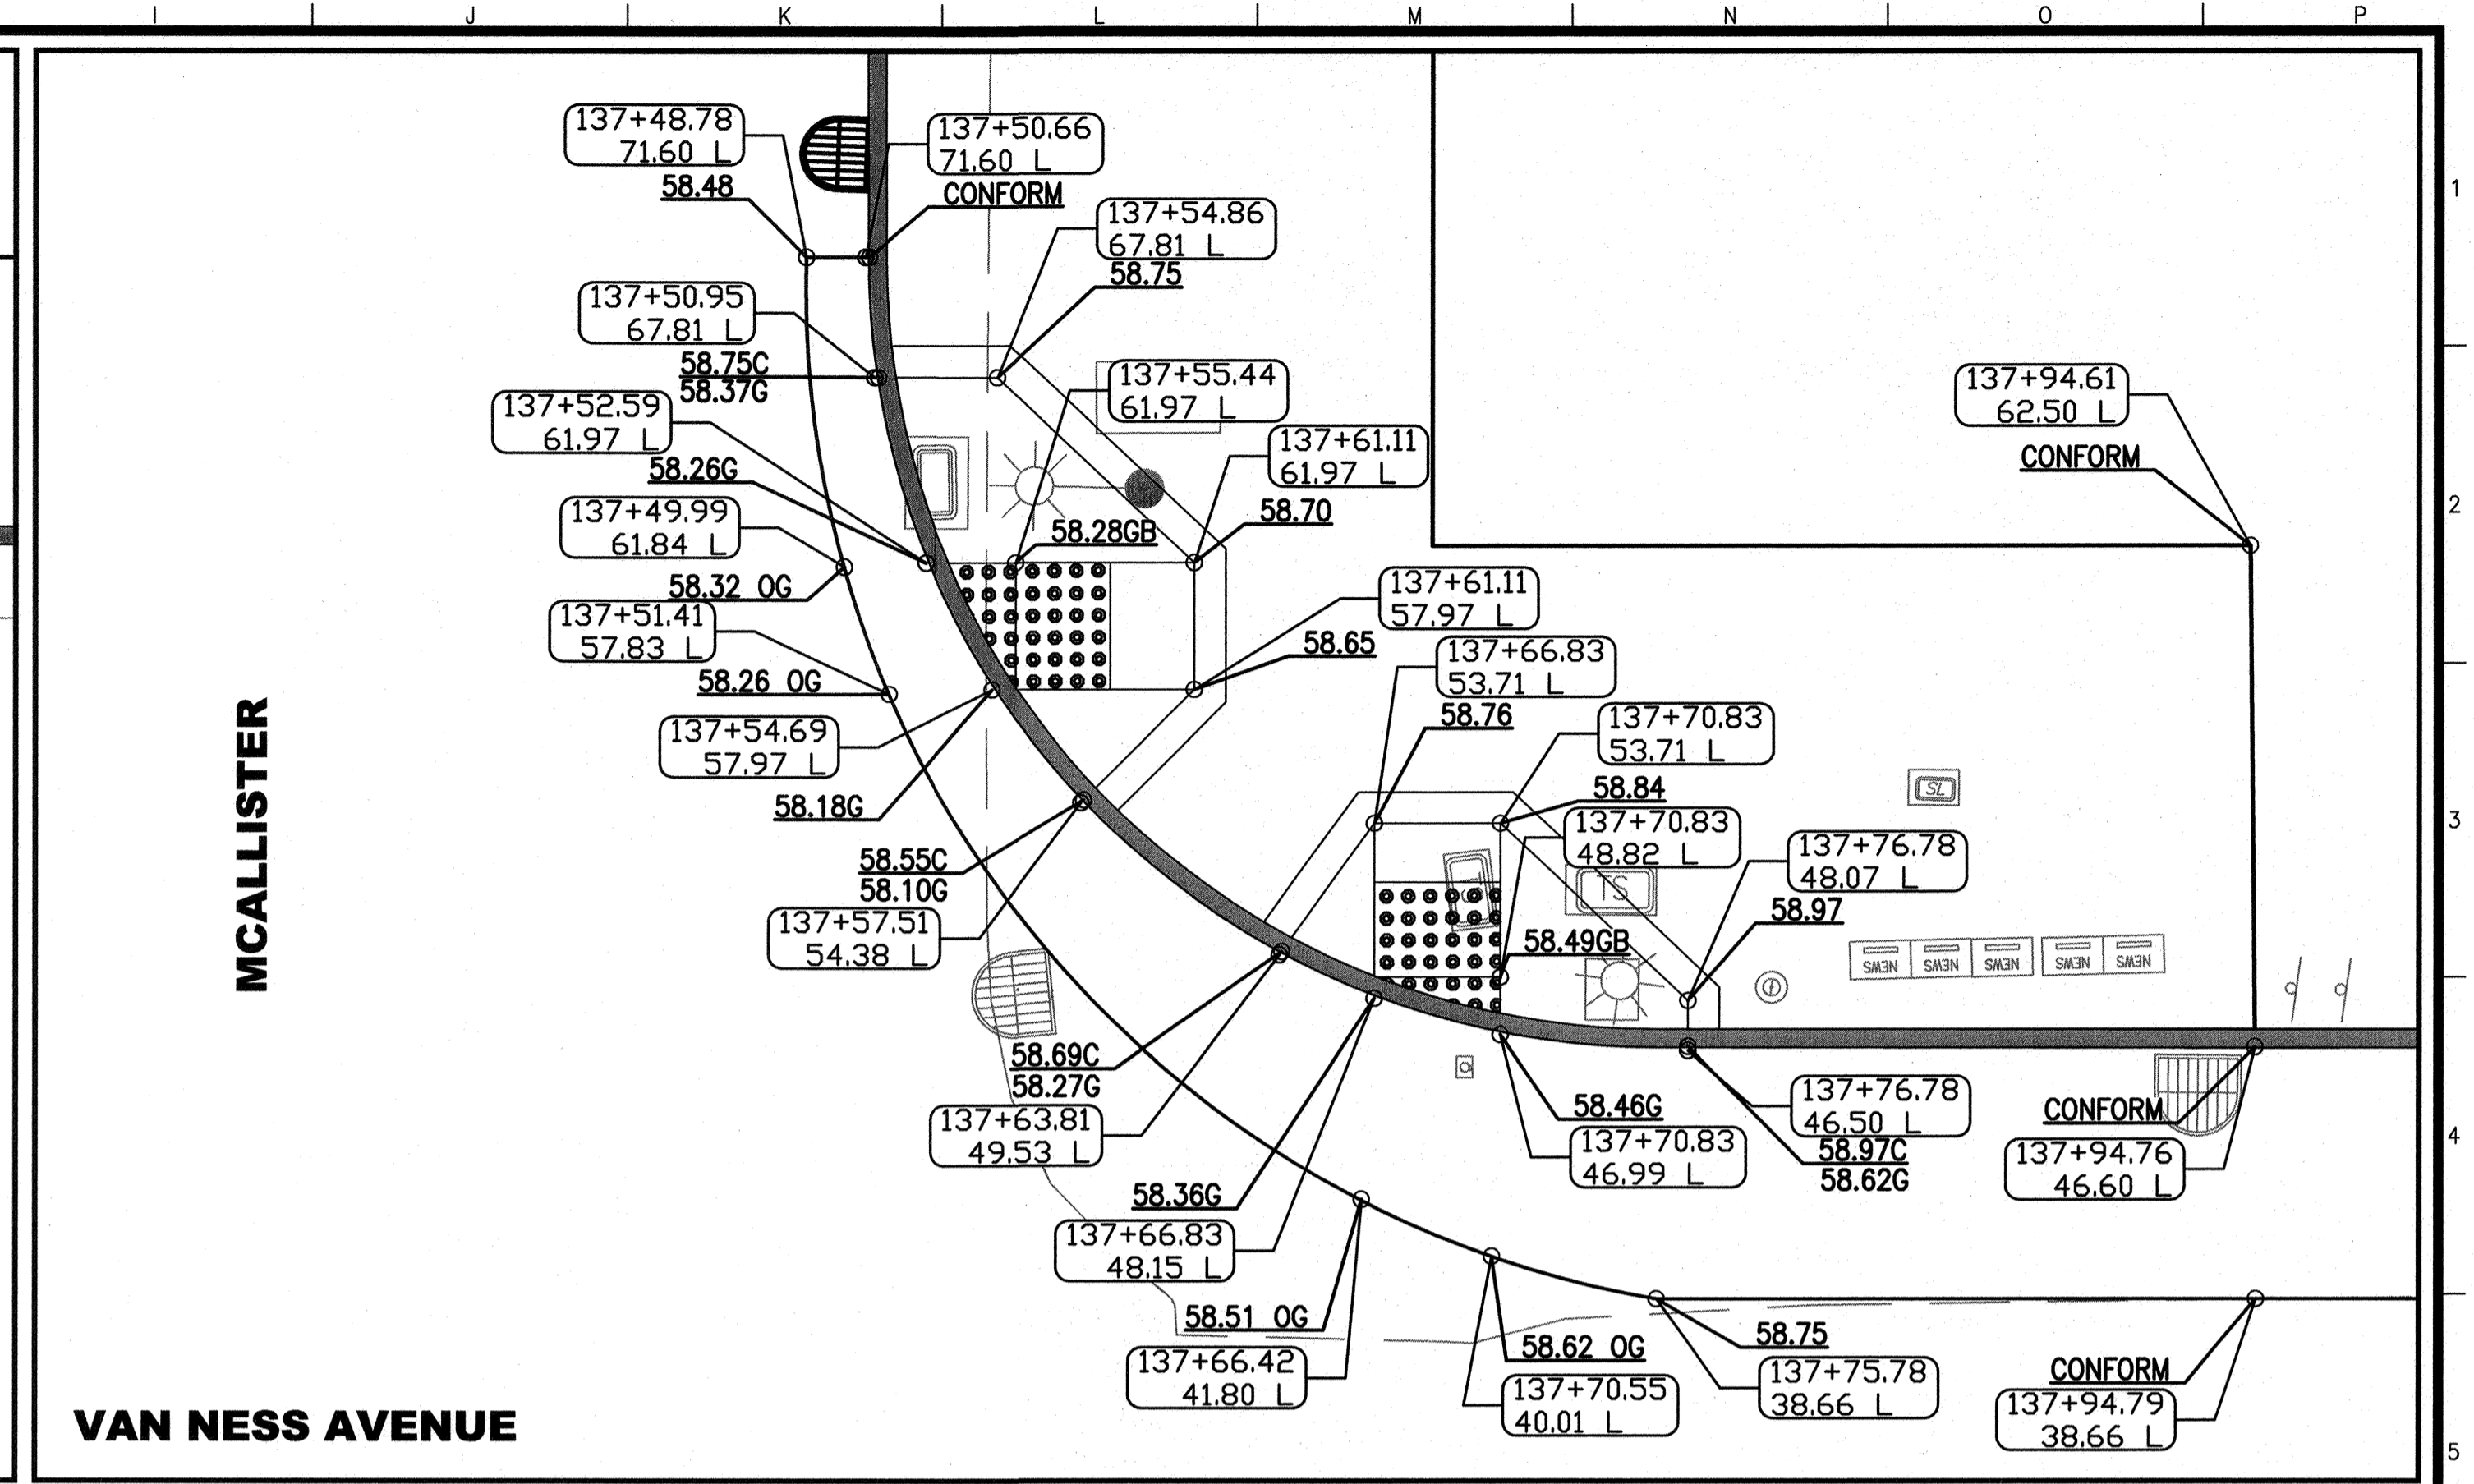 I J K L M N O P
137+48.78
71.60 L
58.48
137+50.66
71.60 L
CONFORM
137+54.86
67.81 L
58.75
137+50.95
67.81 L
58.75C
58.37G
137+52.59
61.97 L
58.26G
137+55.44
61.97 L
58.28GB
137+61.11
61.97 L
58.70
137+94.61
62.50 L
CONFORM
137+49.99
61.84 L
58.32 OG
137+51.41
57.83 L
58.26 OG
137+61.11
57.97 L
58.65
137+66.83
53.71 L
58.76
137+54.69
57.97 L
58.18G
137+70.83
53.71 L
58.84
137+70.83
48.82 L
58.49GB
137+76.78
48.07 L
58.97
SL
TS
NEWS NEWS NEWS NEWS NEWS
58.55C
58.10G
137+57.51
54.38 L
58.69C
58.27G
137+63.81
49.53 L
58.36G
137+66.83
48.15 L
58.46G
137+70.83
46.99 L
137+76.78
46.50 L
58.97C
58.62G
CONFORM
137+94.76
46.60 L
58.51 OG
137+66.42
41.80 L
58.62 OG
137+70.55
40.01 L
58.75
137+75.78
38.66 L
CONFORM
137+94.79
38.66 L
MCALLISTER
VAN NESS AVENUE
1
2
3
4
5